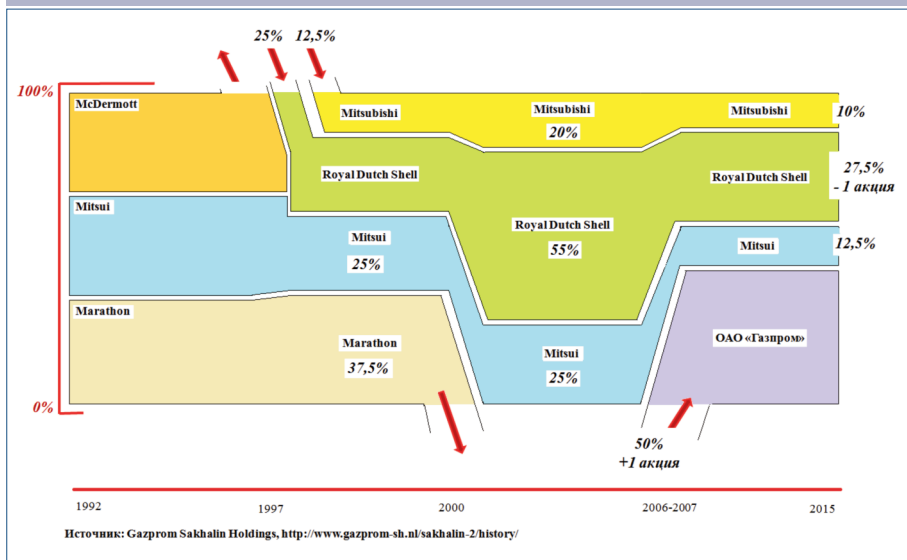 25%
12,5%
100%
McDermott
Mitsubishi
Mitsubishi
20%
Mitsubishi
10%
Royal Dutch Shell
Royal Dutch Shell
27,5%
- 1 акция
Mitsui
Mitsui
25%
Royal Dutch Shell
55%
Mitsui
12,5%
Marathon
Marathon
37,5%
Mitsui
25%
ОАО «Газпром»
0%
50%
+1 акция
1992
1997
2000
2006-2007
2015
Источник: Gazprom Sakhalin Holdings, http://www.gazprom-sh.nl/sakhalin-2/history/